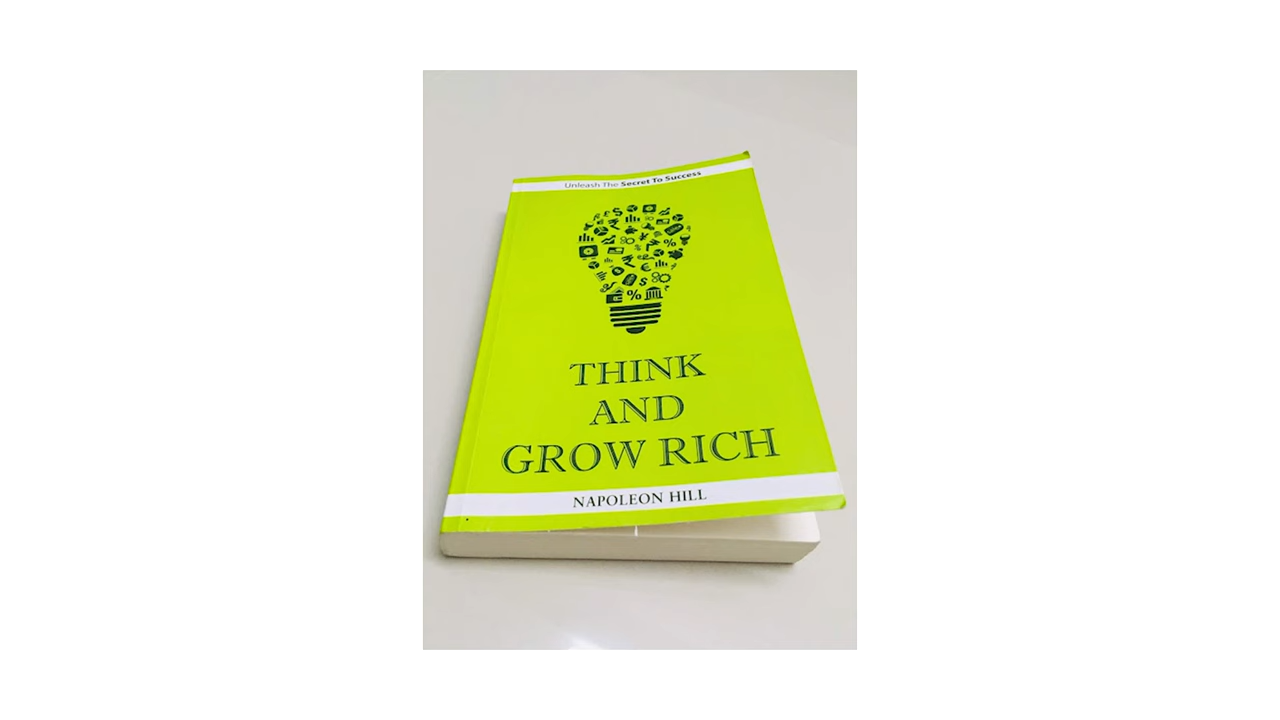 Unleash The Secret To Success
THINK
AND
GROW RICH
NAPOLEON HILL